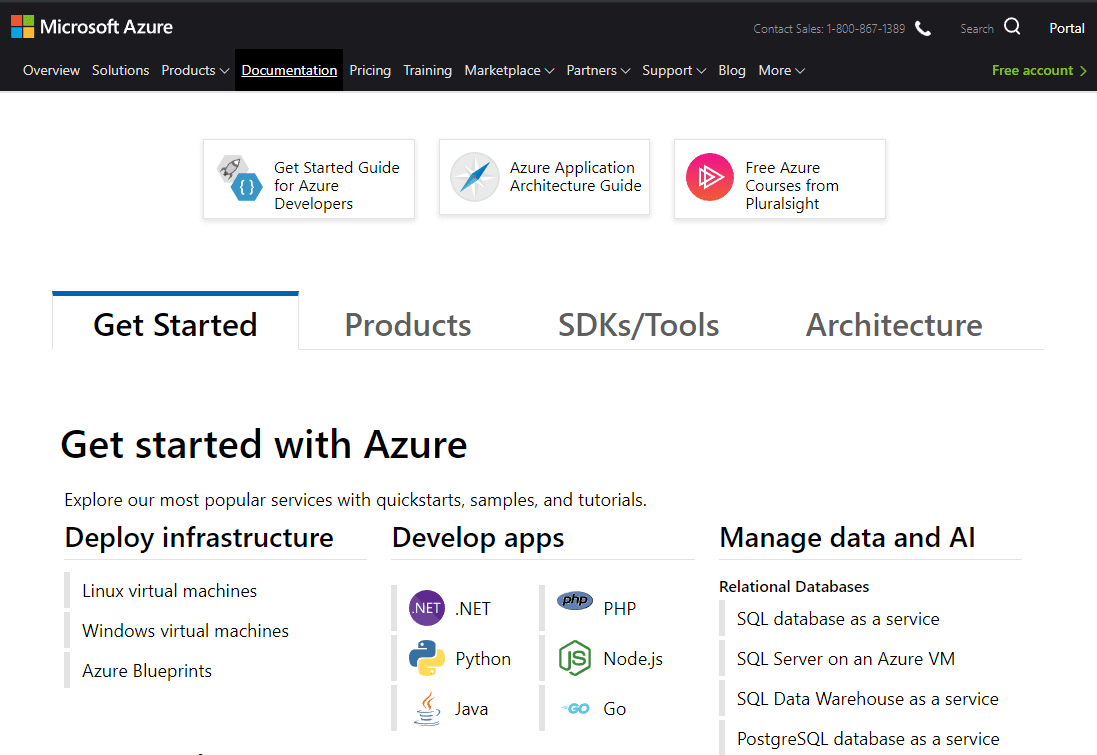 Microsoft Azure
Contact Sales: 1-800-867-1389
Search
Portal
Overview Solutions Products Documentation Pricing Training Marketplace Partners Support Blog More
Free account
Get Started Guide
for Azure
Developers
Azure Application
Architecture Guide
Free Azure
Courses from
Pluralsight
Get Started
Products
SDKs/Tools
Architecture
Get started with Azure
Explore our most popular services with quickstarts, samples, and tutorials.
Deploy infrastructure
Linux virtual machines
Windows virtual machines
Azure Blueprints
Develop apps
.NET .NET
php PHP
Python
JS Node.js
Java
GO Go
Manage data and AI
Relational Databases
SQL database as a service
SQL Server on an Azure VM
SQL Data Warehouse as a service
PostgreSQL database as a service